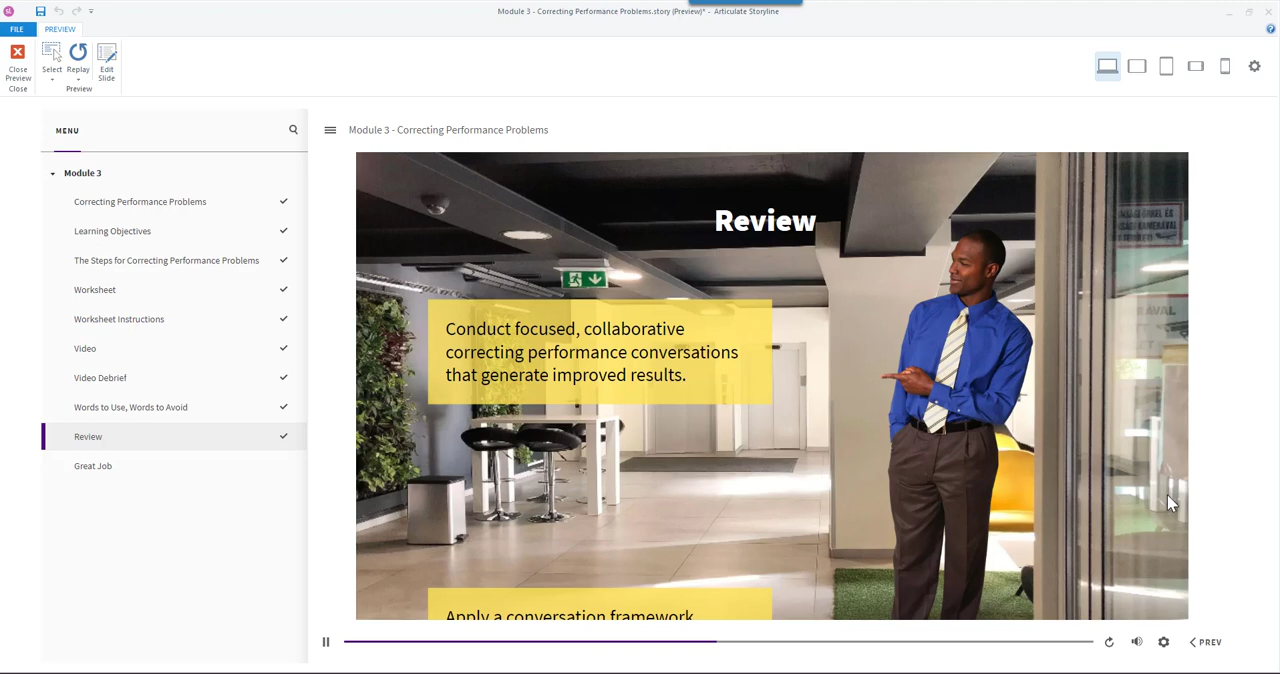 Module 3 - Correcting Performance Problems.story (Preview)* - Articulate Storyline
FILE
PREVIEW
Close Preview
Select
Replay
Edit Slide
Close
Preview
MENU
Module 3 - Correcting Performance Problems
Module 3
Correcting Performance Problems
Learning Objectives
The Steps for Correcting Performance Problems
Worksheet
Worksheet Instructions
Video
Video Debrief
Words to Use, Words to Avoid
Review
Great Job
Review
Conduct focused, collaborative
correcting performance conversations
that generate improved results.
Apply a conversation framework
PREV